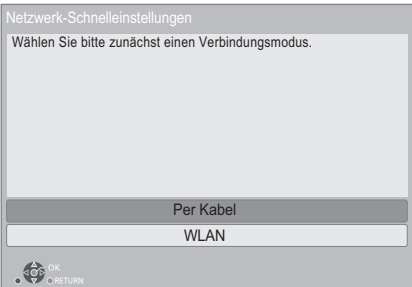 Netzwerk-Schnelleinstellungen
Wählen Sie bitte zunächst einen Verbindungsmodus.
Per Kabel
WLAN
OK
RETURN